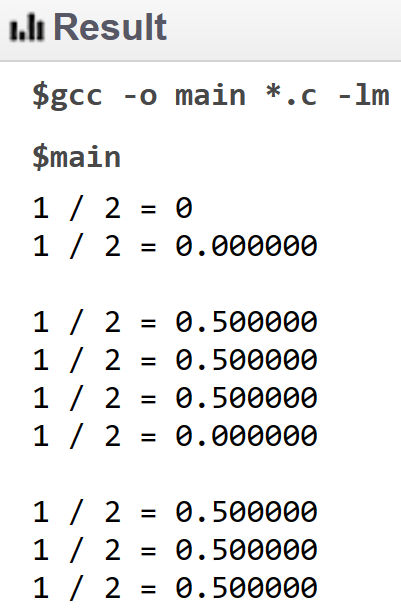 Result
$gcc -o main *.c -lm
$main
1 / 2 = 0
1 / 2 = 0.000000
1 / 2 = 0.500000
1 / 2 = 0.500000
1 / 2 = 0.500000
1 / 2 = 0.000000
1 / 2 = 0.500000
1 / 2 = 0.500000
1 / 2 = 0.500000